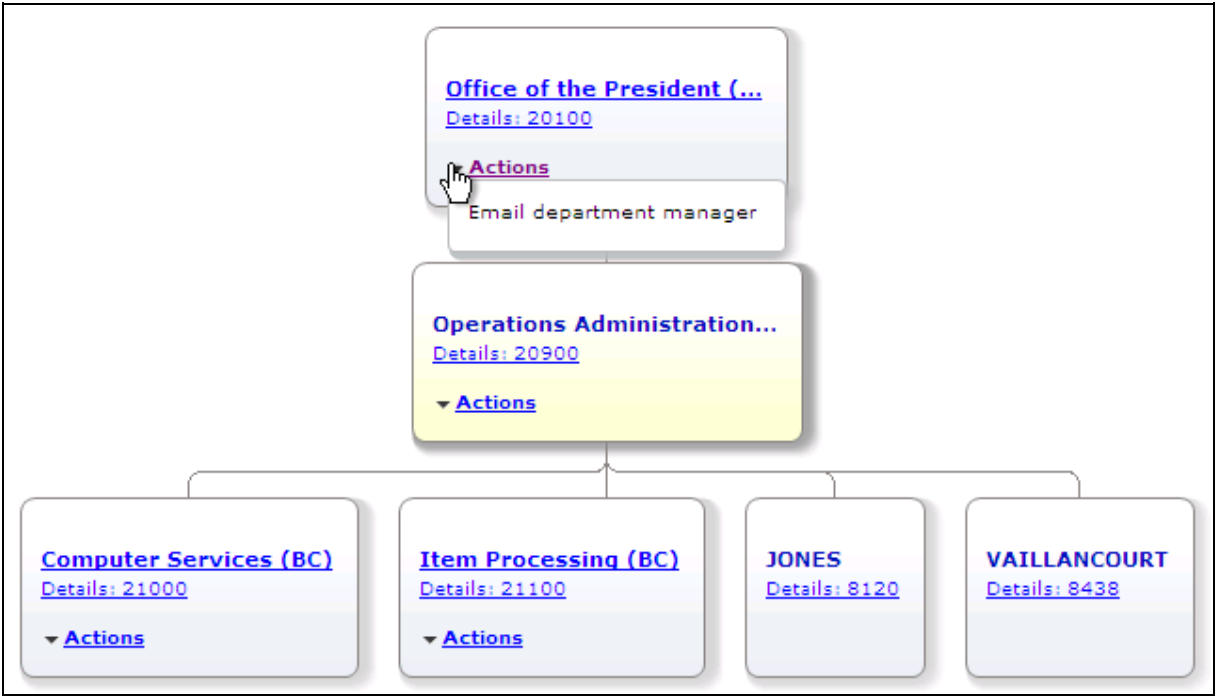 Office of the President (...
Details: 20100
Actions
Email department manager
Operations Administration...
Details: 20900
Actions
Computer Services (BC)
Details: 21000
Actions
Item Processing (BC)
Details: 21100
Actions
JONES
Details: 8120
VAILLANCOURT
Details: 8438